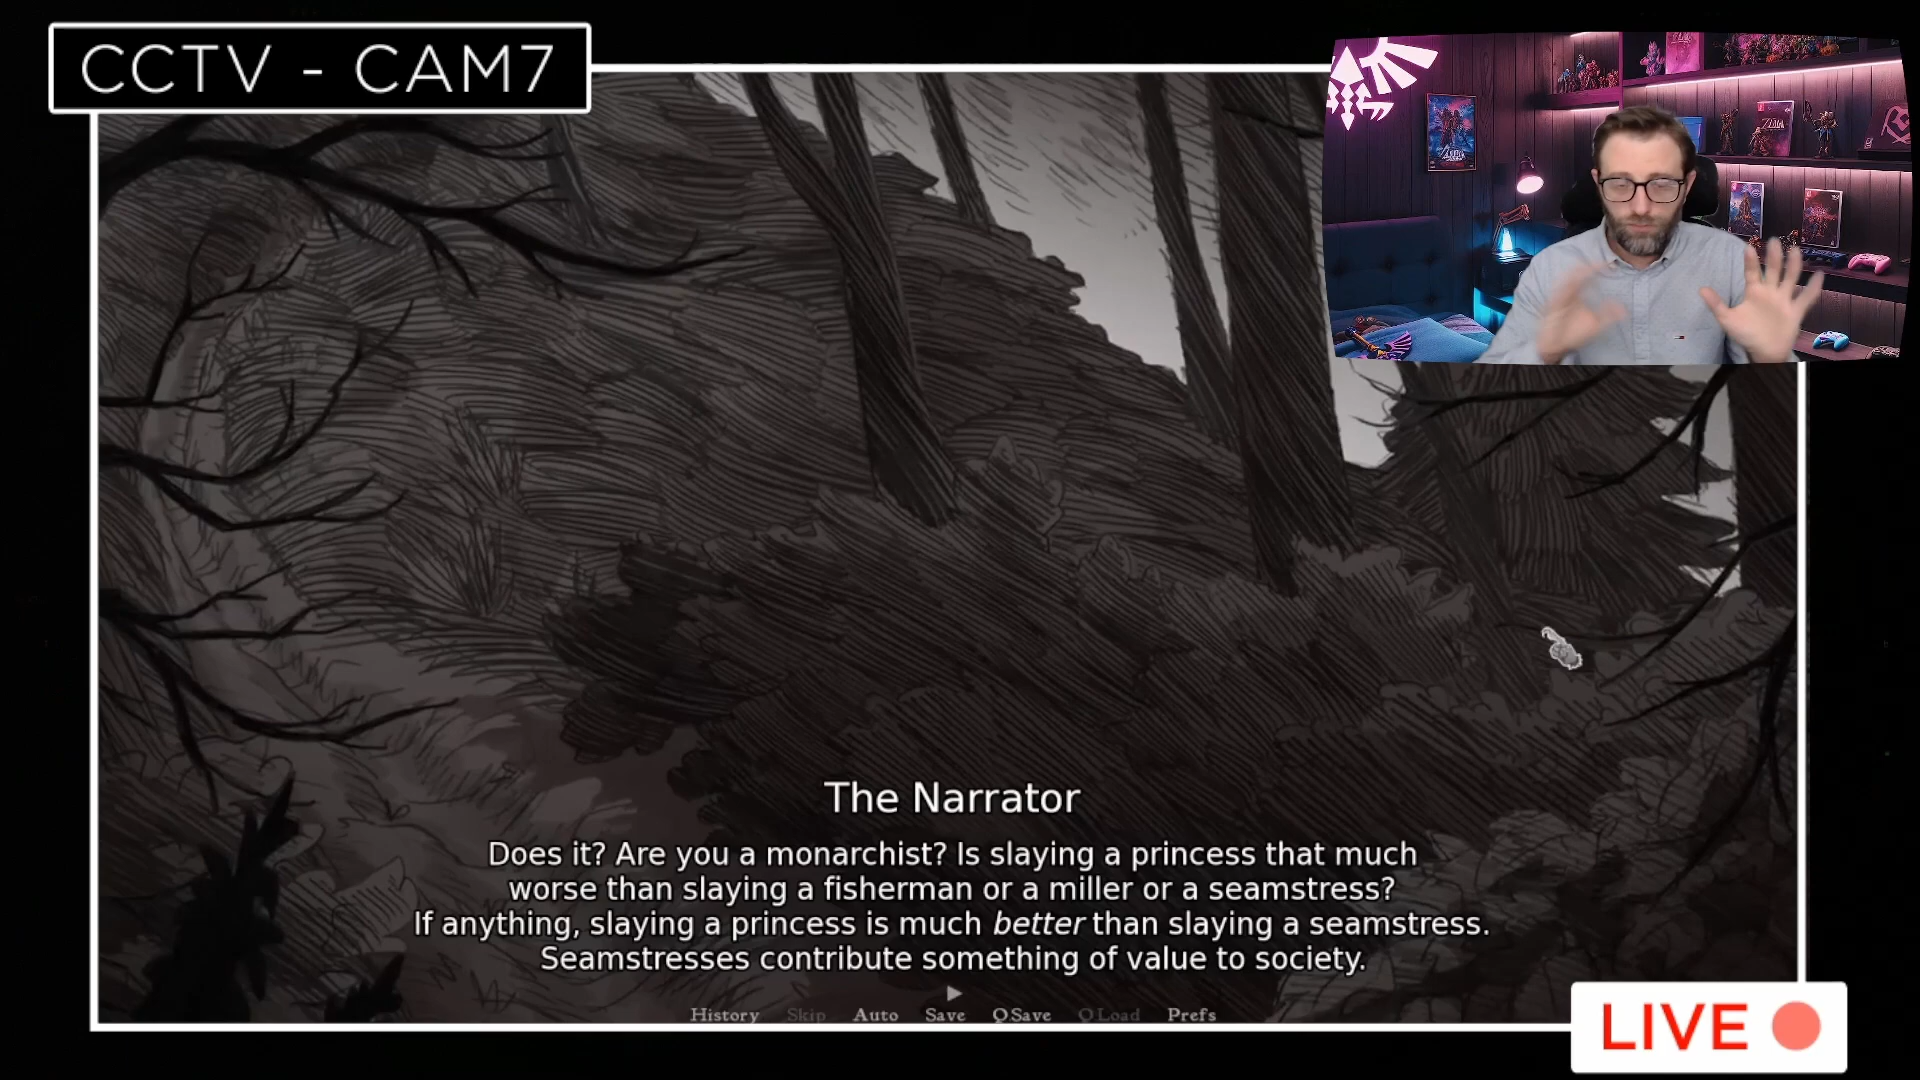 CCTV - CAM7
The Narrator
Does it? Are you a monarchist? Is slaying a princess that much
worse than slaying a fisherman or a miller or a seamstress?
If anything, slaying a princess is much better than slaying a seamstress.
Seamstresses contribute something of value to society.
History Skip Auto Save QSave QLoad Prefs
LIVE